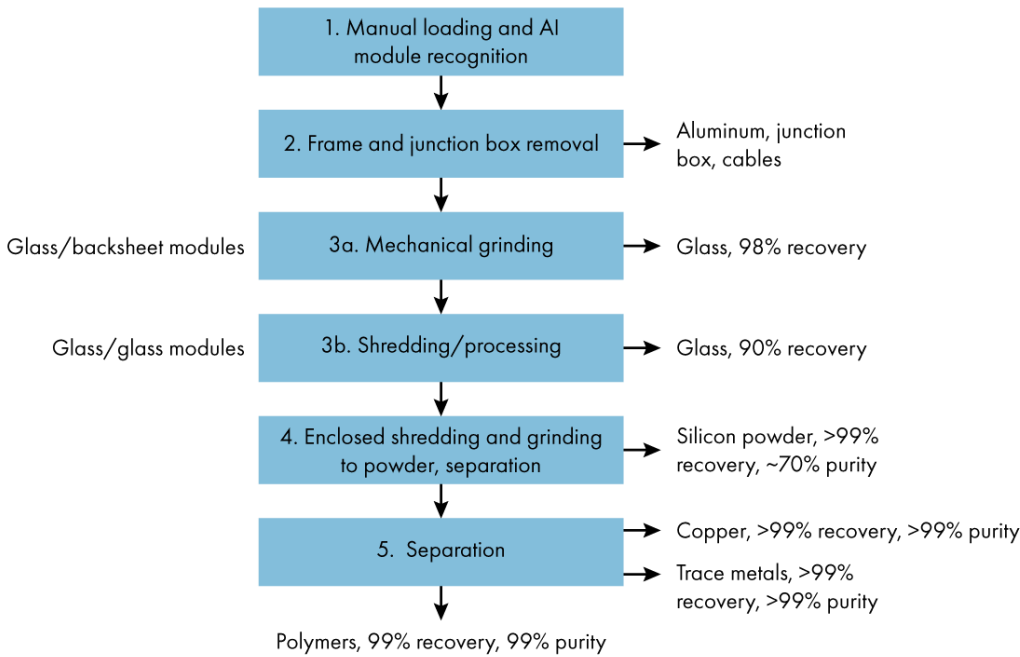 1. Manual loading and AI
module recognition
2. Frame and junction box removal
Aluminum, junction
box, cables
Glass/backsheet modules
3a. Mechanical grinding
Glass, 98% recovery
Glass/glass modules
3b. Shredding/processing
Glass, 90% recovery
4. Enclosed shredding and grinding
to powder, separation
Silicon powder, >99%
recovery, ~70% purity
5. Separation
Copper, >99% recovery, >99% purity
Trace metals, >99%
recovery, >99% purity
Polymers, 99% recovery, 99% purity